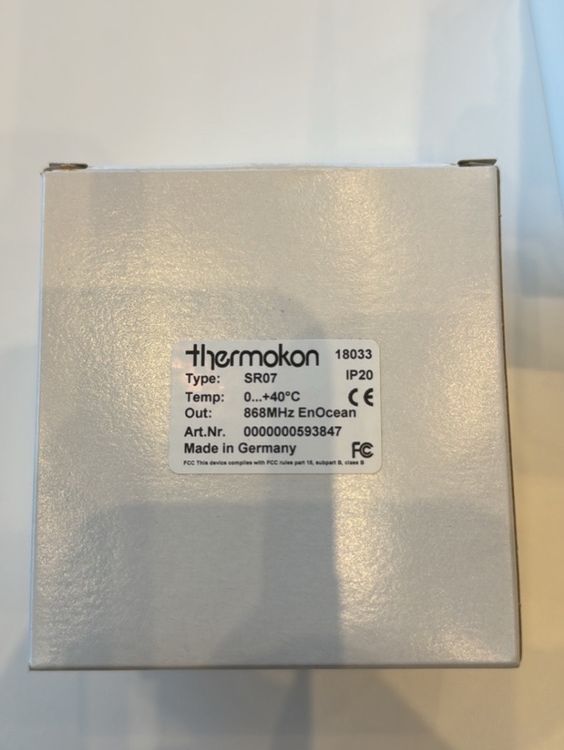 thermokon 18033
Type: SR07 IP20
Temp: 0...+40°C CE
Out: 868MHz EnOcean
Art.Nr. 0000000593847
Made in Germany FC
FCC This device complies with FCC rules part 15, subpart B, class B